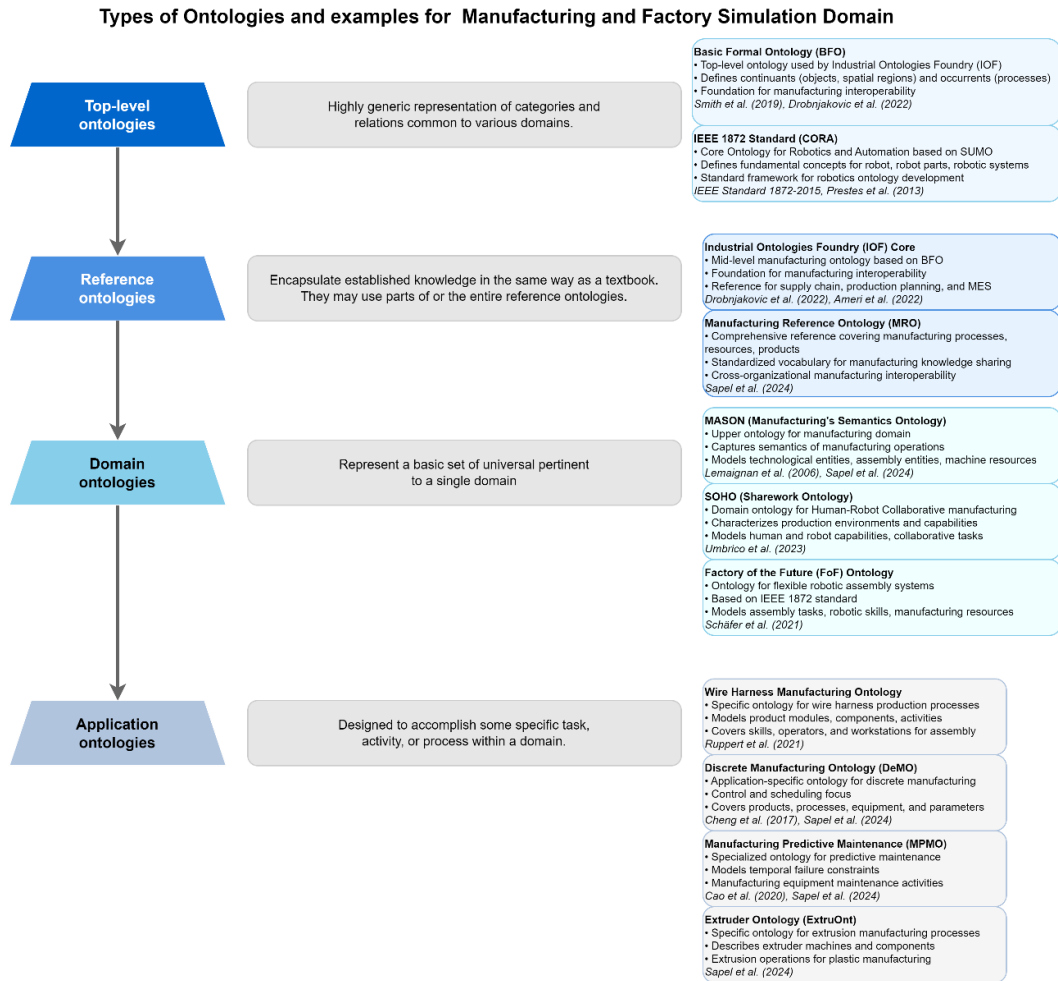 Types of Ontologies and examples for Manufacturing and Factory Simulation Domain
Top-level
ontologies
Highly generic representation of categories and
relations common to various domains.
Basic Formal Ontology (BFO)
• Top-level ontology used by Industrial Ontologies Foundry (IOF)
• Defines continuants (objects, spatial regions) and occurrents (processes)
• Foundation for manufacturing interoperability
Smith et al. (2019), Drobnjakovic et al. (2022)
IEEE 1872 Standard (CORA)
• Core Ontology for Robotics and Automation based on SUMO
• Defines fundamental concepts for robot, robot parts, robotic systems
• Standard framework for robotics ontology development
IEEE Standard 1872-2015, Prestes et al. (2013)
Reference
ontologies
Encapsulate established knowledge in the same way as a textbook.
They may use parts of or the entire reference ontologies.
Industrial Ontologies Foundry (IOF) Core
• Mid-level manufacturing ontology based on BFO
• Foundation for manufacturing interoperability
• Reference for supply chain, production planning, and MES
Drobnjakovic et al. (2022), Ameri et al. (2022)
Manufacturing Reference Ontology (MRO)
• Comprehensive reference covering manufacturing processes,
resources, products
• Standardized vocabulary for manufacturing knowledge sharing
• Cross-organizational manufacturing interoperability
Sapel et al. (2024)
Domain
ontologies
Represent a basic set of universal pertinent
to a single domain
MASON (Manufacturing's Semantics Ontology)
• Upper ontology for manufacturing domain
• Captures semantics of manufacturing operations
• Models technological entities, assembly entities, machine resources
Lemaignan et al. (2006), Sapel et al. (2024)
SOHO (Sharework Ontology)
• Domain ontology for Human-Robot Collaborative manufacturing
• Characterizes production environments and capabilities
• Models human and robot capabilities, collaborative tasks
Umbrico et al. (2023)
Factory of the Future (FoF) Ontology
• Ontology for flexible robotic assembly systems
• Based on IEEE 1872 standard
• Models assembly tasks, robotic skills, manufacturing resources
Schäfer et al. (2021)
Application
ontologies
Designed to accomplish some specific task,
activity, or process within a domain.
Wire Harness Manufacturing Ontology
• Specific ontology for wire harness production processes
• Models product modules, components, activities
• Covers skills, operators, and workstations for assembly
Ruppert et al. (2021)
Discrete Manufacturing Ontology (DeMO)
• Application-specific ontology for discrete manufacturing
• Control and scheduling focus
• Covers products, processes, equipment, and parameters
Cheng et al. (2017), Sapel et al. (2024)
Manufacturing Predictive Maintenance (MPMO)
• Specialized ontology for predictive maintenance
• Models temporal failure constraints
• Manufacturing equipment maintenance activities
Cao et al. (2020), Sapel et al. (2024)
Extruder Ontology (ExtruOnt)
• Specific ontology for extrusion manufacturing processes
• Describes extruder machines and components
• Extrusion operations for plastic manufacturing
Sapel et al. (2024)